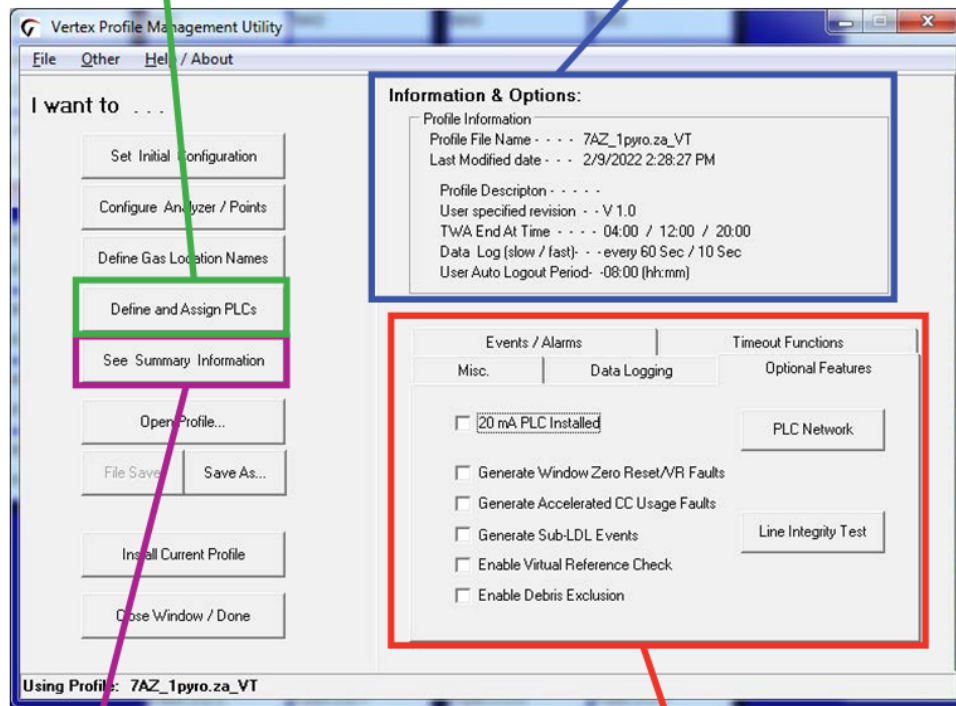 Vertex Profile Management Utility
File Other Help / About
I want to . . .
Set Initial Configuration
Configure Analyzer / Points
Define Gas Location Names
Define and Assign PLCs
See Summary Information
Open Profile...
File Save Save As...
Install Current Profile
Close Window / Done
Information & Options:
Profile Information
Profile File Name - - - - 7AZ_1pyro.za_VT
Last Modified date - - - 2/9/2022 2:28:27 PM
Profile Descripton - - - - -
User specified revision - - V 1.0
TWA End At Time - - - - 04:00 / 12:00 / 20:00
Data Log (slow / fast)- - -every 60 Sec / 10 Sec
User Auto Logout Period- -08:00 (hh:mm)
Events / Alarms Timeout Functions
Misc. Data Logging Optional Features
20 mA PLC Installed
PLC Network
Generate Window Zero Reset/VR Faults
Generate Accelerated CC Usage Faults
Generate Sub-LDL Events
Line Integrity Test
Enable Virtual Reference Check
Enable Debris Exclusion
Using Profile: 7AZ_1pyro.za_VT